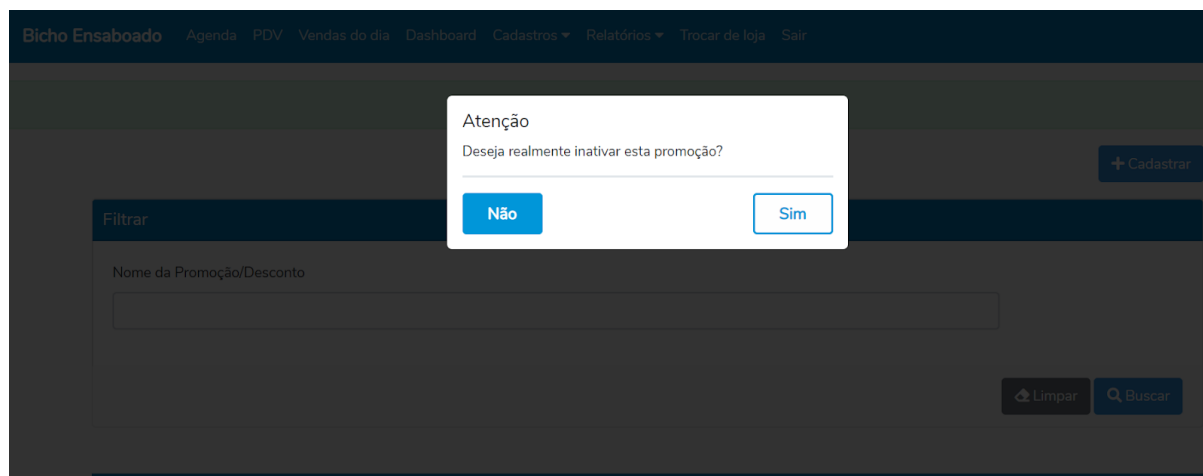 Bicho Ensaboado Agenda PDV Vendas do dia Dashboard Cadastros Relatórios Trocar de loja Sair
Atenção
Deseja realmente inativar esta promoção?
Não Sim
+ Cadastrar
Filtrar
Nome da Promoção/Desconto
Limpar Buscar